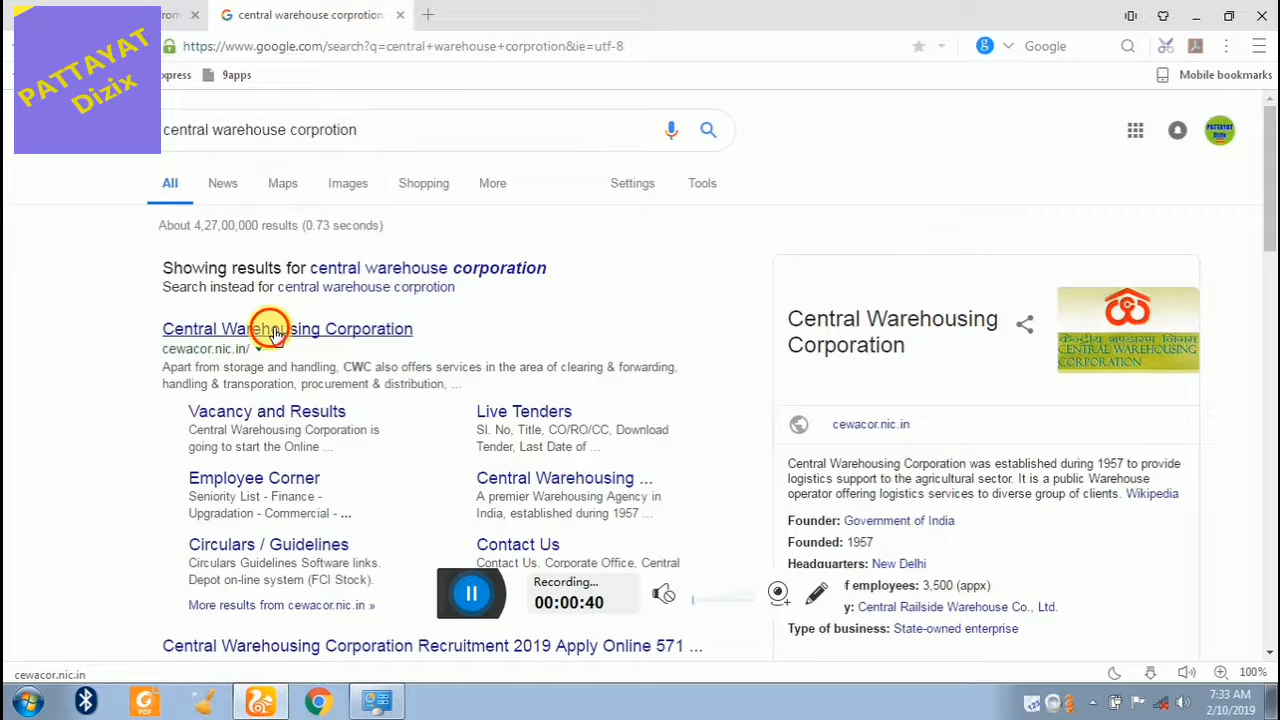 rom
central warehouse corprotion
PATTAYAT
Dizix
https://www.google.com/search?q=central+warehouse+corprotion&ie=utf-8
Google
xpress
9apps
Mobile bookmarks
central warehouse corprotion
PATTAYAT
Dizix
All
News
Maps
Images
Shopping
More
Settings
Tools
About 4,27,00,000 results (0.73 seconds)
Showing results for central warehouse corporation
Search instead for central warehouse corprotion
Central Warehousing Corporation
cewacor.nic.in/
Apart from storage and handling, CWC also offers services in the area of clearing & forwarding,
handling & transporation, procurement & distribution, ...
Vacancy and Results
Central Warehousing Corporation is
going to start the Online ...
Live Tenders
Sl. No, Title, CO/RO/CC, Download
Tender, Last Date of ...
Employee Corner
Seniority List - Finance -
Upgradation - Commercial - ...
Central Warehousing ...
A premier Warehousing Agency in
India, established during 1957 ...
Circulars / Guidelines
Circulars Guidelines Software links.
Depot on-line system (FCI Stock).
Contact Us
Contact Us. Corporate Office. Central
More results from cewacor.nic.in »
Central Warehousing Corporation Recruitment 2019 Apply Online 571 ...
Central Warehousing
Corporation
केन्द्रीय भण्डारण निगम
CENTRAL WAREHOUSING
CORPORATION
cewacor.nic.in
Central Warehousing Corporation was established during 1957 to provide
logistics support to the agricultural sector. It is a public Warehouse
operator offering logistics services to diverse group of clients. Wikipedia
Founder: Government of India
Founded: 1957
Headquarters: New Delhi
f employees: 3,500 (appx)
y: Central Railside Warehouse Co., Ltd.
Type of business: State-owned enterprise
Recording...
00:00:40
cewacor.nic.in
100%
7:33 AM
2/10/2019